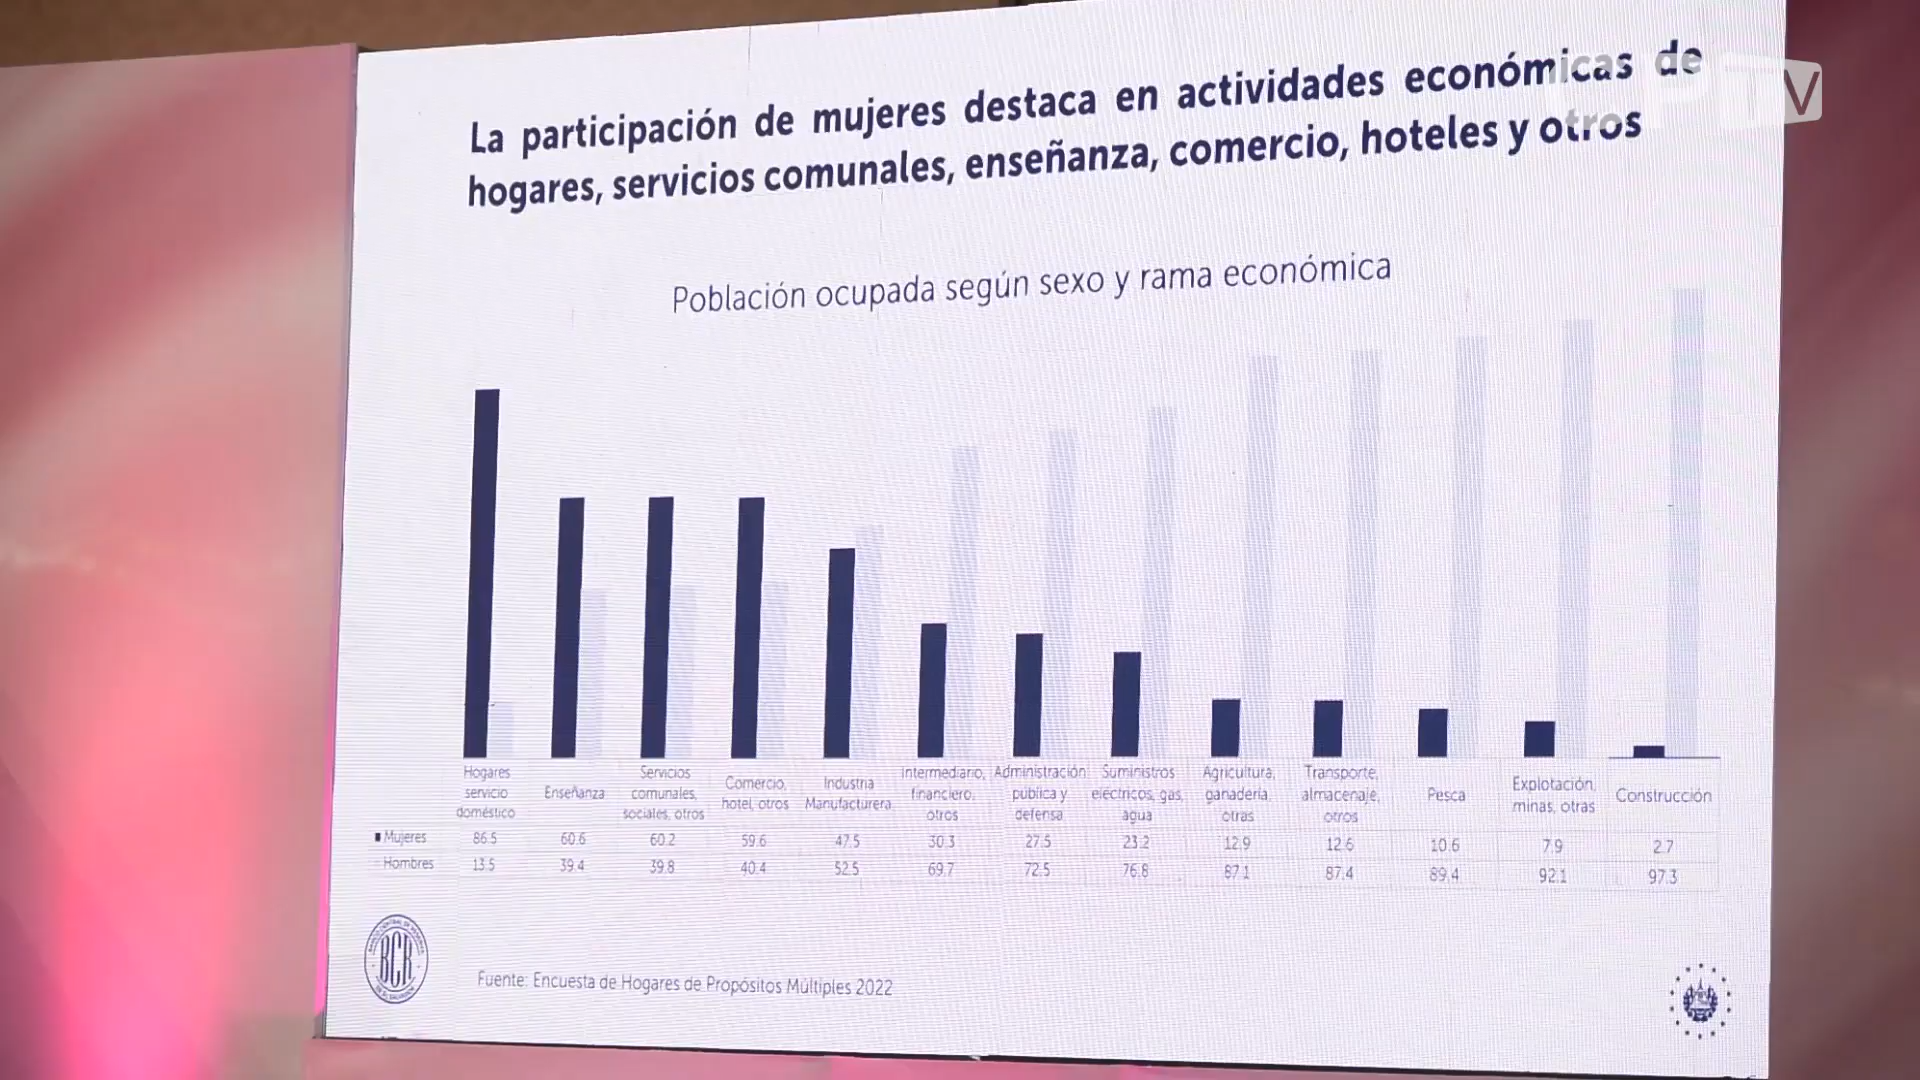 La participación de mujeres destaca en actividades económicas de
hogares, servicios comunales, enseñanza, comercio, hoteles y otros
TV
Población ocupada según sexo y rama económica
Hogares servicio doméstico
Enseñanza
Servicios comunales, sociales, otros
Comercio, hotel, otros
Industria Manufacturera
Intermediario, financiero, otros
Administración pública y defensa
Suministros eléctricos, gas, agua
Agricultura, ganadería, otras
Transporte, almacenaje, otros
Pesca
Explotación, minas, otras
Construcción
Mujeres 86.5 60.6 60.2 59.6 47.5 30.3 27.5 23.2 12.9 12.6 10.6 7.9 2.7
Hombres 13.5 39.4 39.8 40.4 52.5 69.7 72.5 76.8 87.1 87.4 89.4 92.1 97.3
BCR
Fuente: Encuesta de Hogares de Propósitos Múltiples 2022